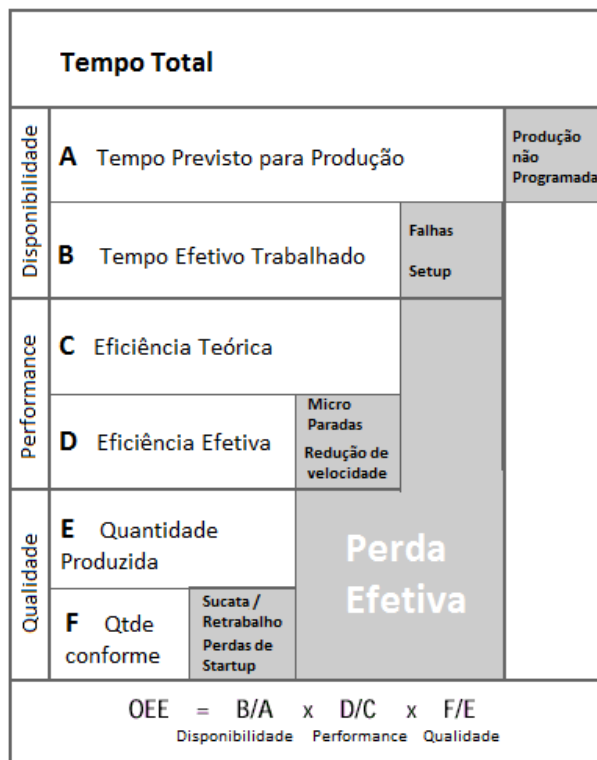 Tempo Total
Disponibilidade
A Tempo Previsto para Produção
Produção
não
Programada
B Tempo Efetivo Trabalhado
Falhas
Setup
Performance
C Eficiência Teórica
D Eficiência Efetiva
Micro
Paradas
Redução de
velocidade
Qualidade
E Quantidade
Produzida
Perda
Efetiva
F Qtde
conforme
Sucata /
Retrabalho
Perdas de
Startup
OEE = B/A x D/C x F/E
Disponibilidade Performance Qualidade